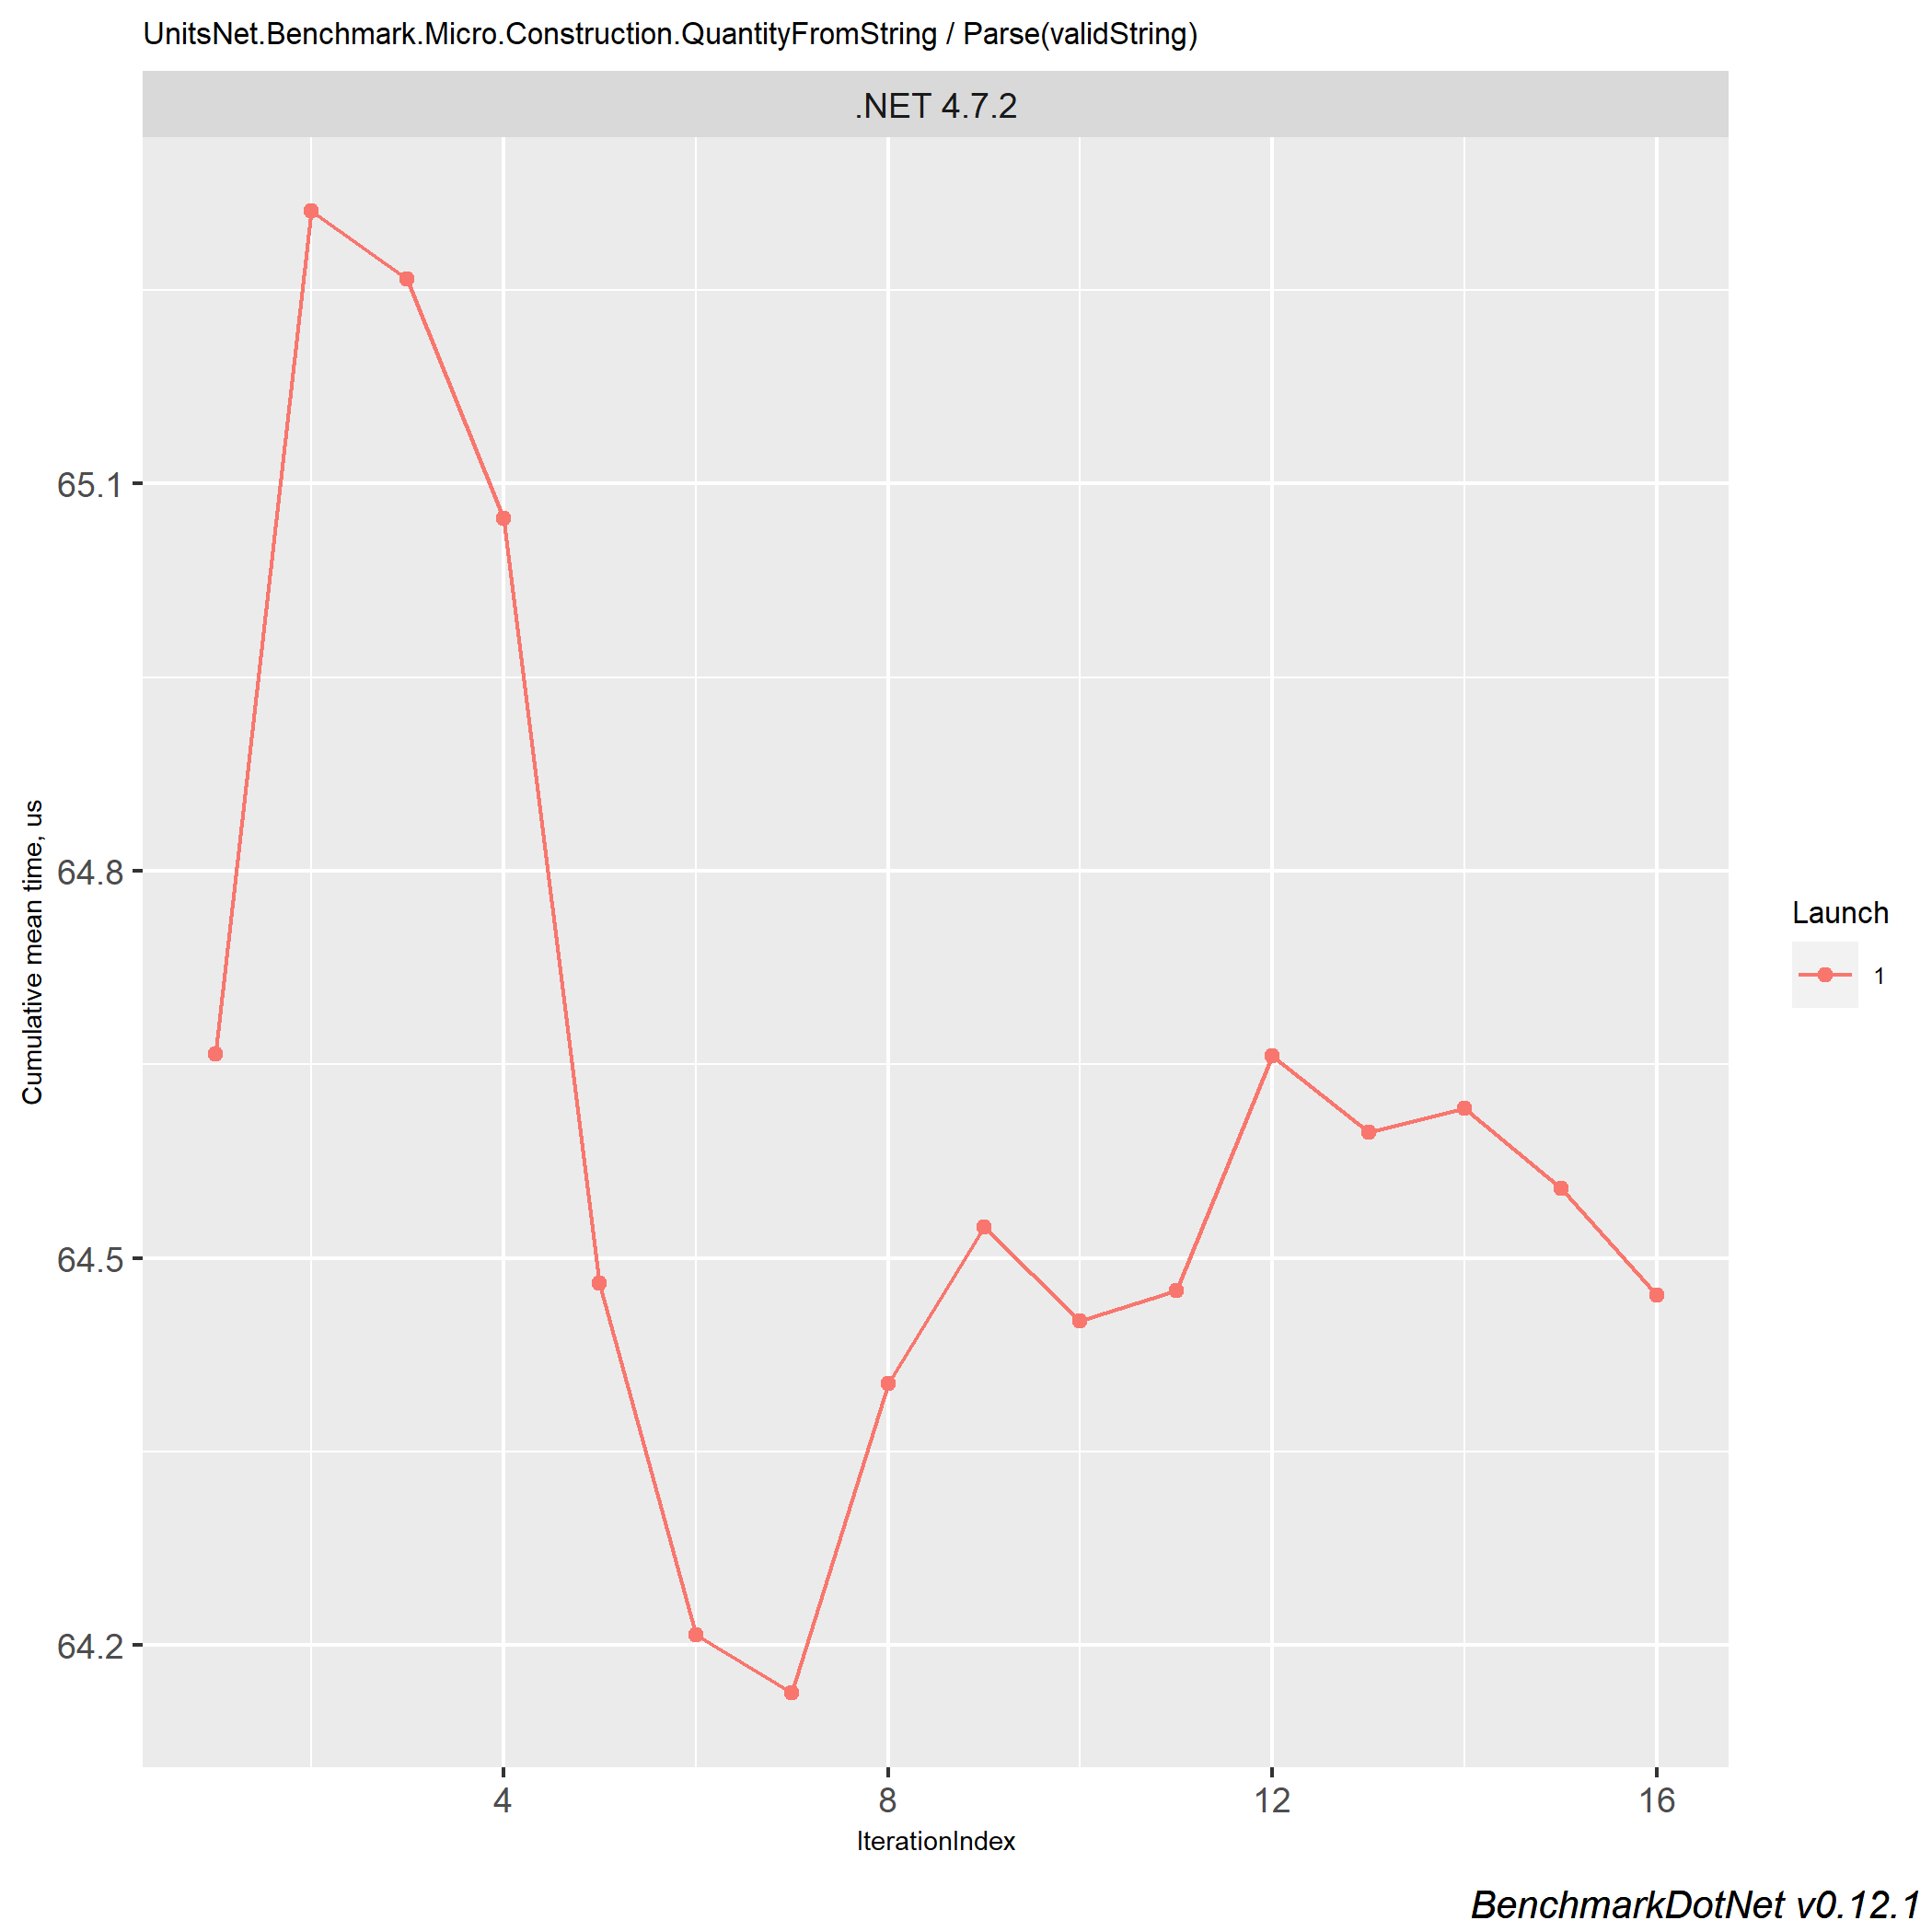 UnitsNet.Benchmark.Micro.Construction.QuantityFromString / Parse(validString)
.NET 4.7.2
65.1
64.8
64.5
64.2
Cumulative mean time, us
4
8
12
16
IterationIndex
Launch
1
BenchmarkDotNet v0.12.1